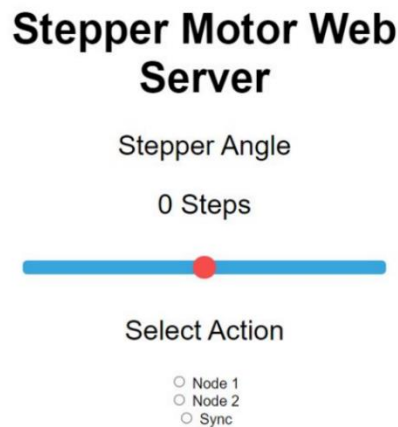 Stepper Motor Web
Server
Stepper Angle
0 Steps
Select Action
Node 1
Node 2
Sync